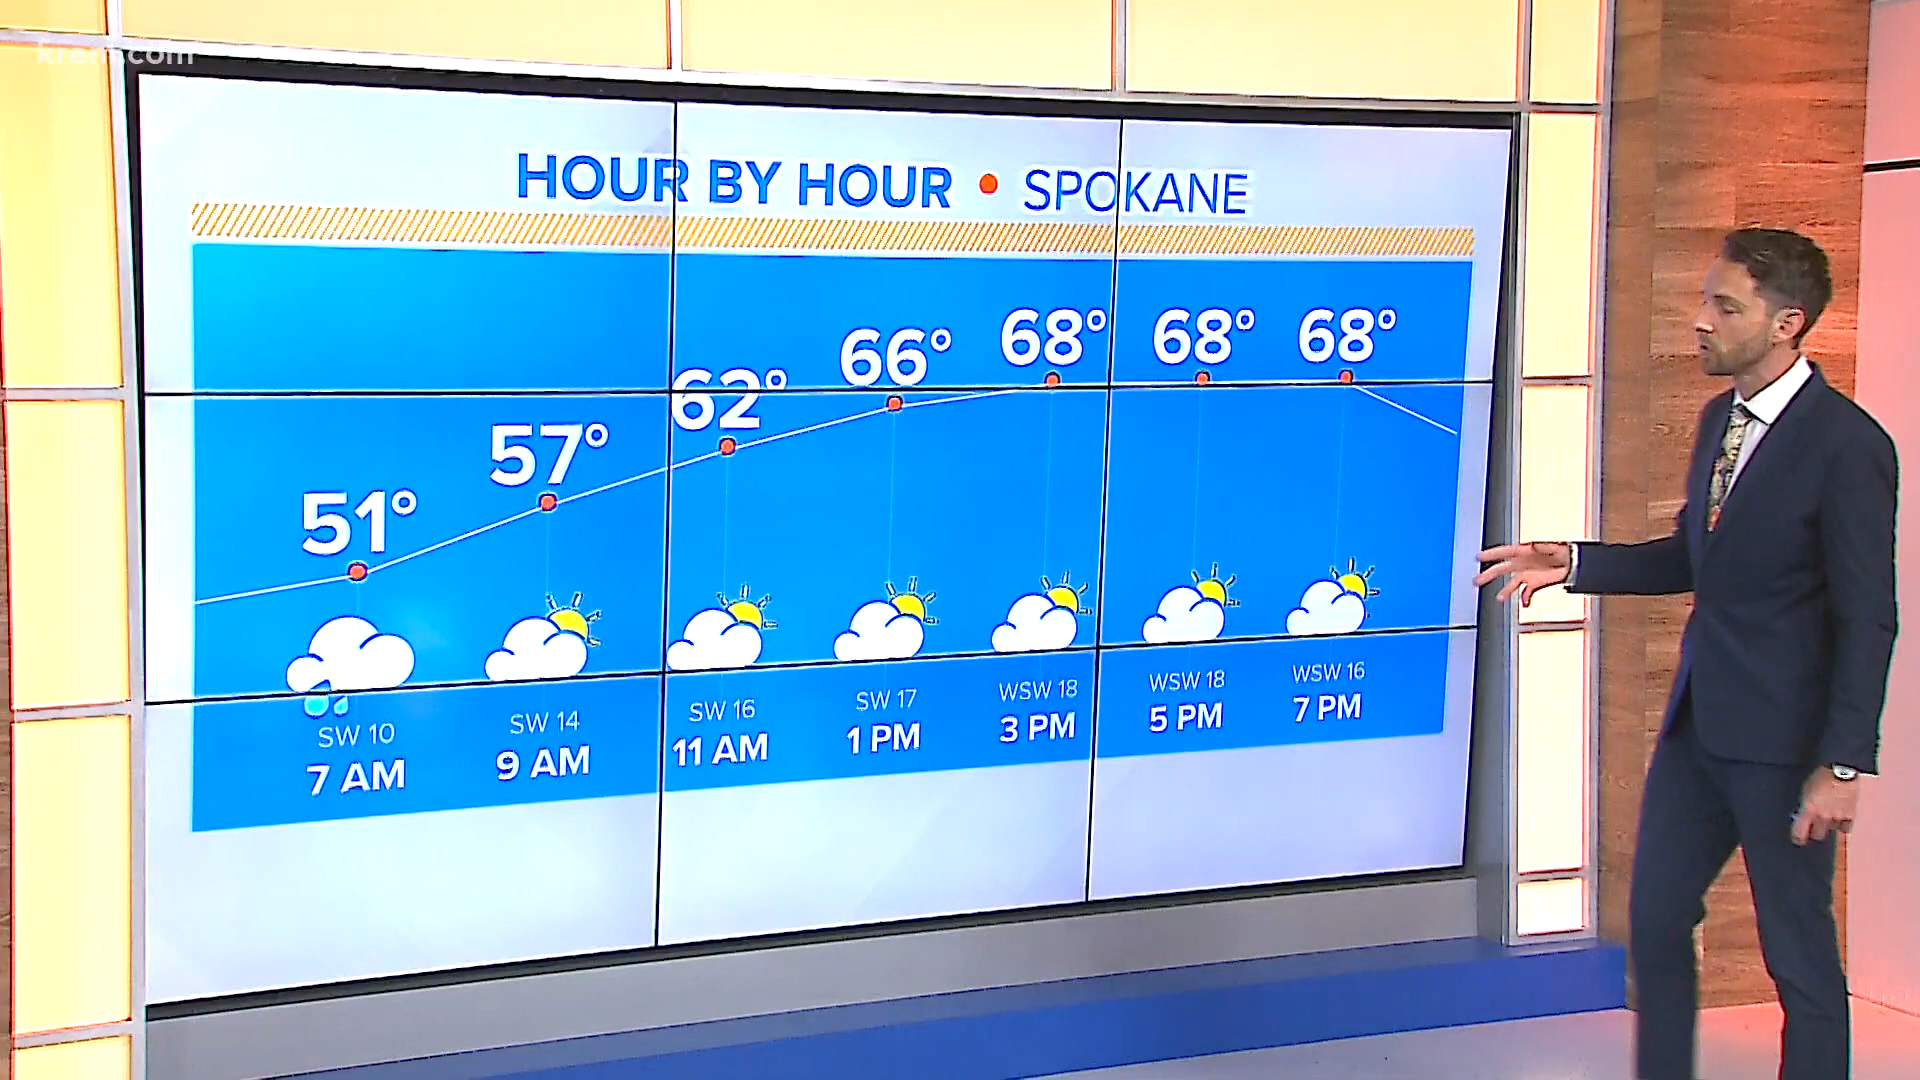 krem.com
HOUR BY HOUR • SPOKANE
51° 57° 62° 66° 68° 68° 68°
SW 10 SW 14 SW 16 SW 17 WSW 18 WSW 18 WSW 16
7 AM 9 AM 11 AM 1 PM 3 PM 5 PM 7 PM